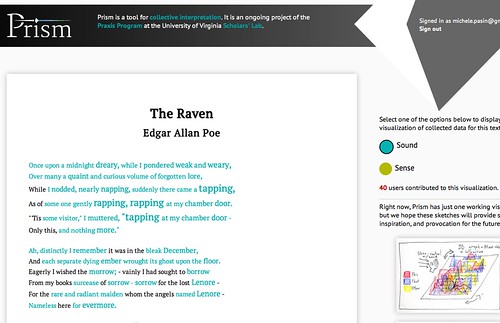 Prism
Prism is a tool for collective interpretation. It is an ongoing project of the
Praxis Program at the University of Virginia Scholars' Lab.
Signed in as michele.pasin@gm
Sign out
The Raven
Edgar Allan Poe
Once upon a midnight dreary, while I pondered weak and weary,
Over many a quaint and curious volume of forgotten lore,
While I nodded, nearly napping, suddenly there came a tapping,
As of some one gently rapping, rapping at my chamber door.
"'Tis some visitor," I muttered, "tapping at my chamber door -
Only this, and nothing more."
Ah, distinctly I remember it was in the bleak December,
And each separate dying ember wrought its ghost upon the floor.
Eagerly I wished the morrow; - vainly I had sought to borrow
From my books surcease of sorrow - sorrow for the lost Lenore -
For the rare and radiant maiden whom the angels named Lenore -
Nameless here for evermore.
Select one of the options below to display
visualization of collected data for this text
Sound
Sense
40 users contributed to this visualization.
Right now, Prism has just one working vis
but we hope these sketches will provide s
inspiration, and provocation for the future